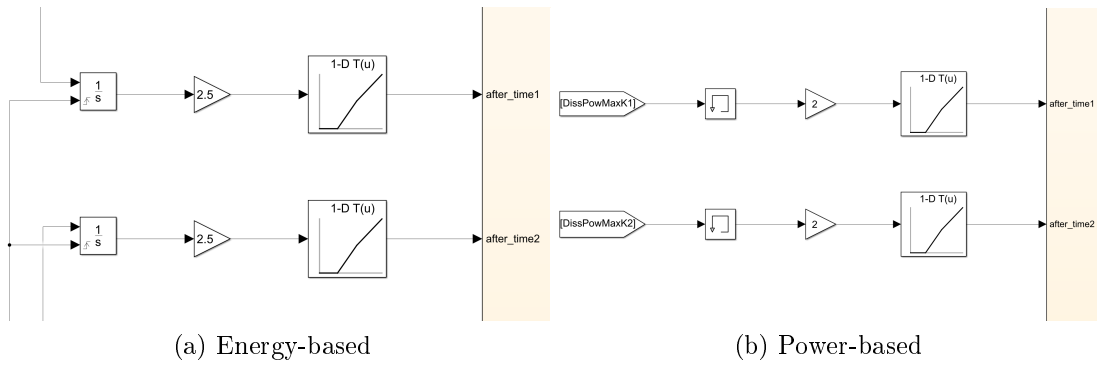 1
s
2.5
1-D T(u)
after_time1
1
s
2.5
1-D T(u)
after_time2
(a) Energy-based
[DissPowMaxK1]
2
1-D T(u)
after_time1
[DissPowMaxK2]
2
1-D T(u)
after_time2
(b) Power-based